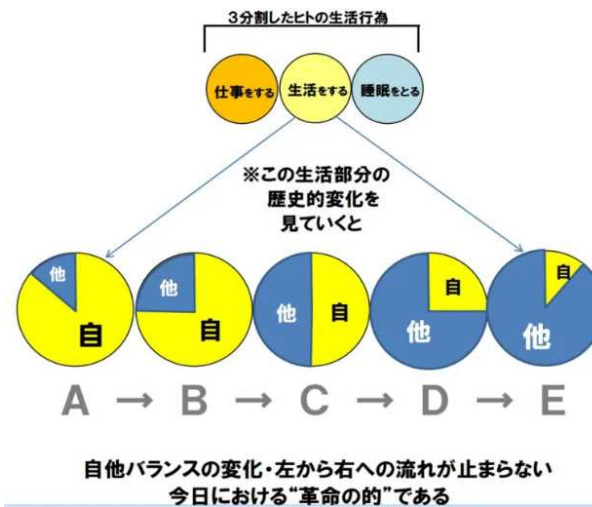 3分割したヒトの生活行為
仕事をする 生活をする 睡眠をとる
※この生活部分の
歴史的変化を
見ていくと
他 自 他 自 他 自 他 自 他 自
A → B → C → D → E
自他バランスの変化・左から右への流れが止まらない
今日における“革命の的”である